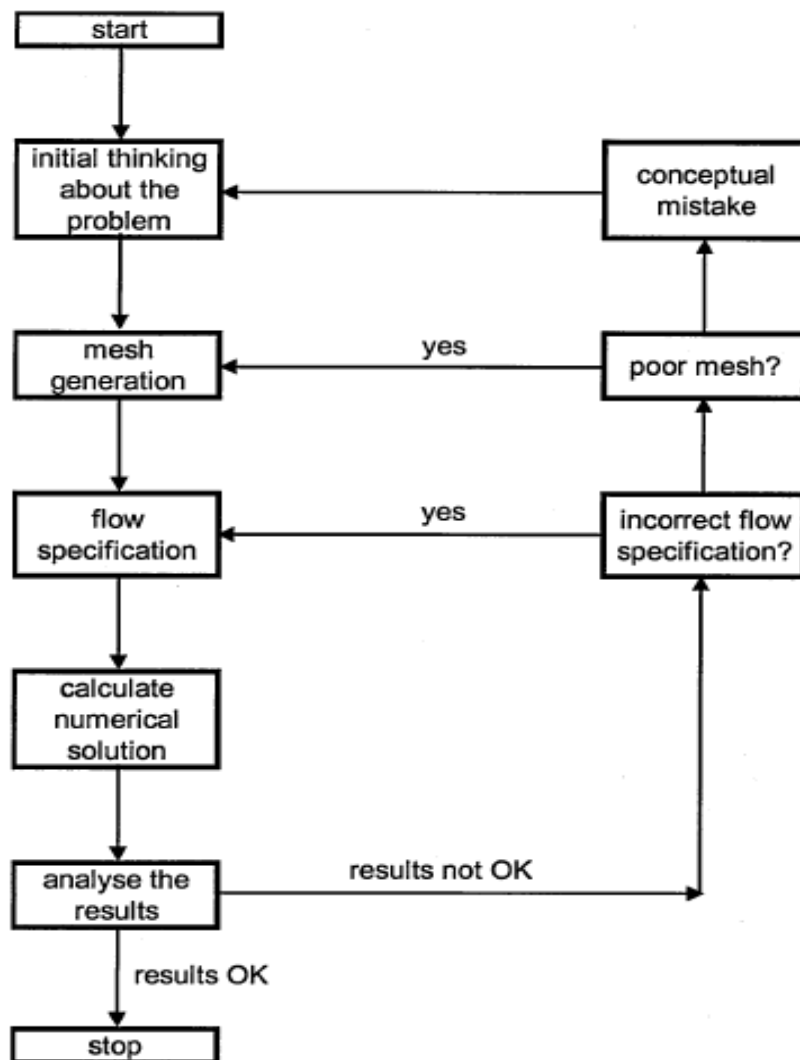 start
initial thinking
about the
problem
conceptual
mistake
mesh
generation
yes
poor mesh?
flow
specification
yes
incorrect flow
specification?
calculate
numerical
solution
analyse the
results
results not OK
results OK
stop